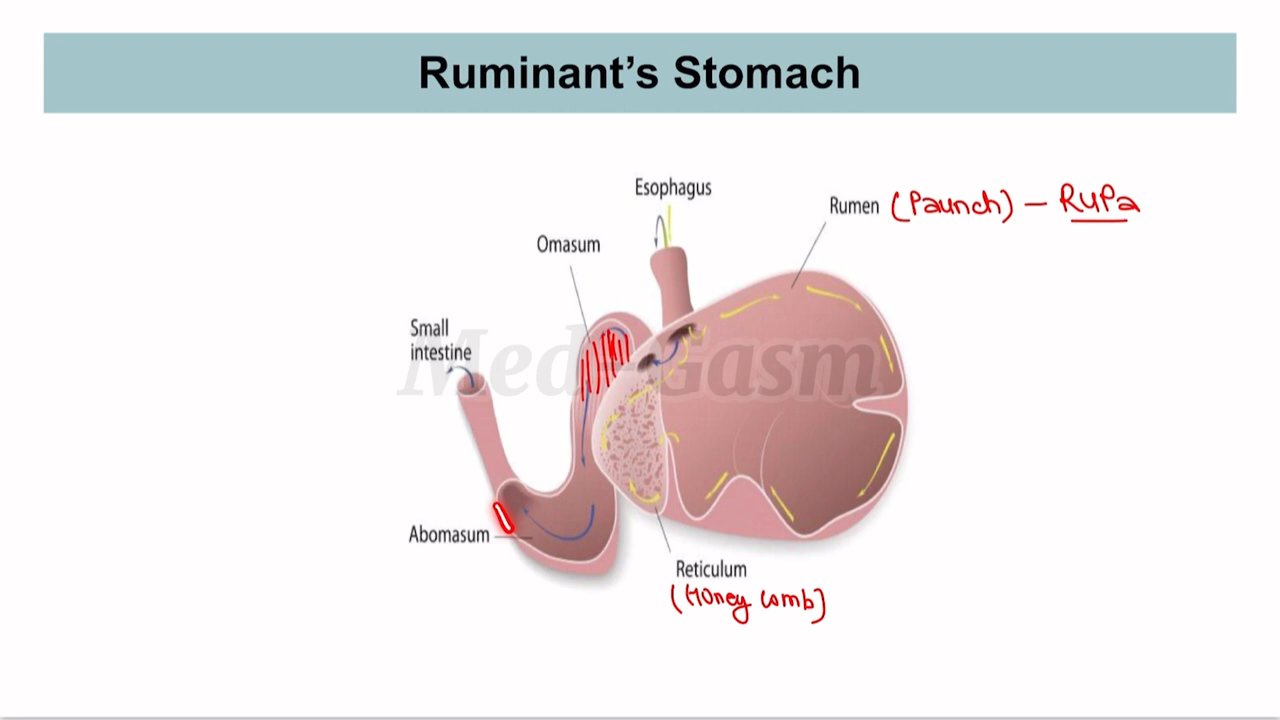 Ruminant's Stomach
Esophagus
Rumen (Paunch) – RuPa
Omasum
Small
intestine
Med-Gasm
Abomasum
Reticulum
(Honey comb)